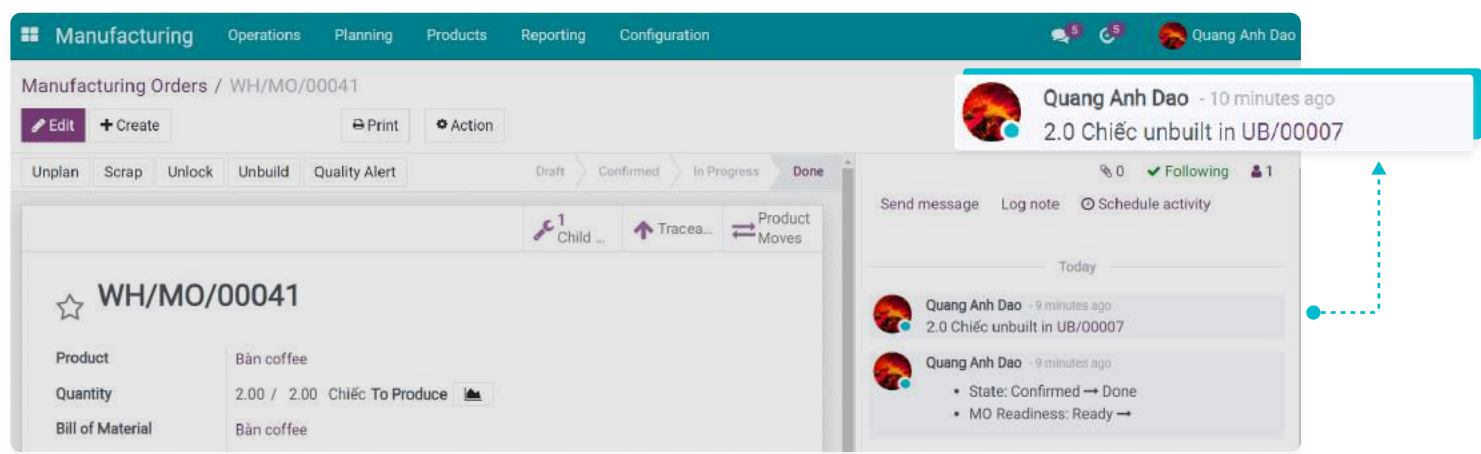 Manufacturing Operations Planning Products Reporting Configuration 5 5 Quang Anh Dao
Manufacturing Orders / WH/MO/00041
Edit Create Print Action
Quang Anh Dao - 10 minutes ago
2.0 Chiếc unbuilt in UB/00007
Unplan Scrap Unlock Unbuild Quality Alert Draft Confirmed In Progress Done
0 Following 1
Send message Log note Schedule activity
1 Child ... Tracea... Product Moves
Today
WH/MO/00041
Quang Anh Dao - 9 minutes ago
2.0 Chiếc unbuilt in UB/00007
Product Bàn coffee
Quang Anh Dao - 9 minutes ago
Quantity 2.00 / 2.00 Chiếc To Produce
• State: Confirmed → Done
• MO Readiness: Ready →
Bill of Material Bàn coffee